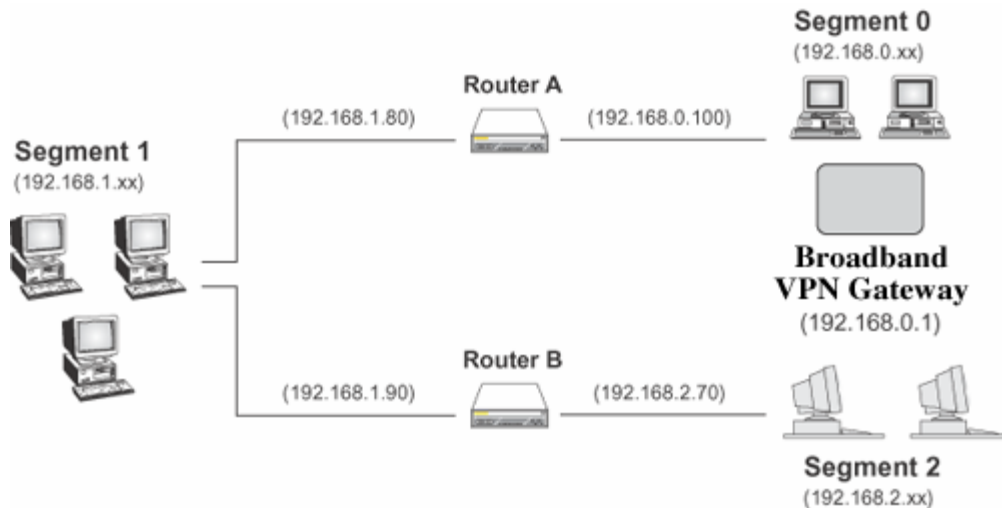 Segment 0
(192.168.0.xx)
Router A
(192.168.1.80)
(192.168.0.100)
Segment 1
(192.168.1.xx)
Broadband
VPN Gateway
(192.168.0.1)
Router B
(192.168.1.90)
(192.168.2.70)
Segment 2
(192.168.2.xx)